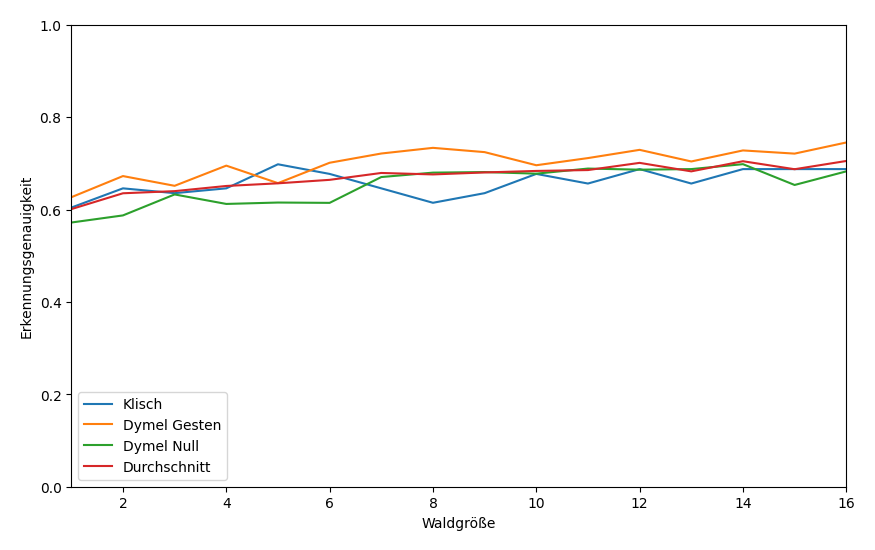 1.0
0.8
0.6
0.4
0.2
0.0
Erkennungsgenauigkeit
Klisch
Dymel Gesten
Dymel Null
Durchschnitt
2 4 6 8 10 12 14 16
Waldgröße